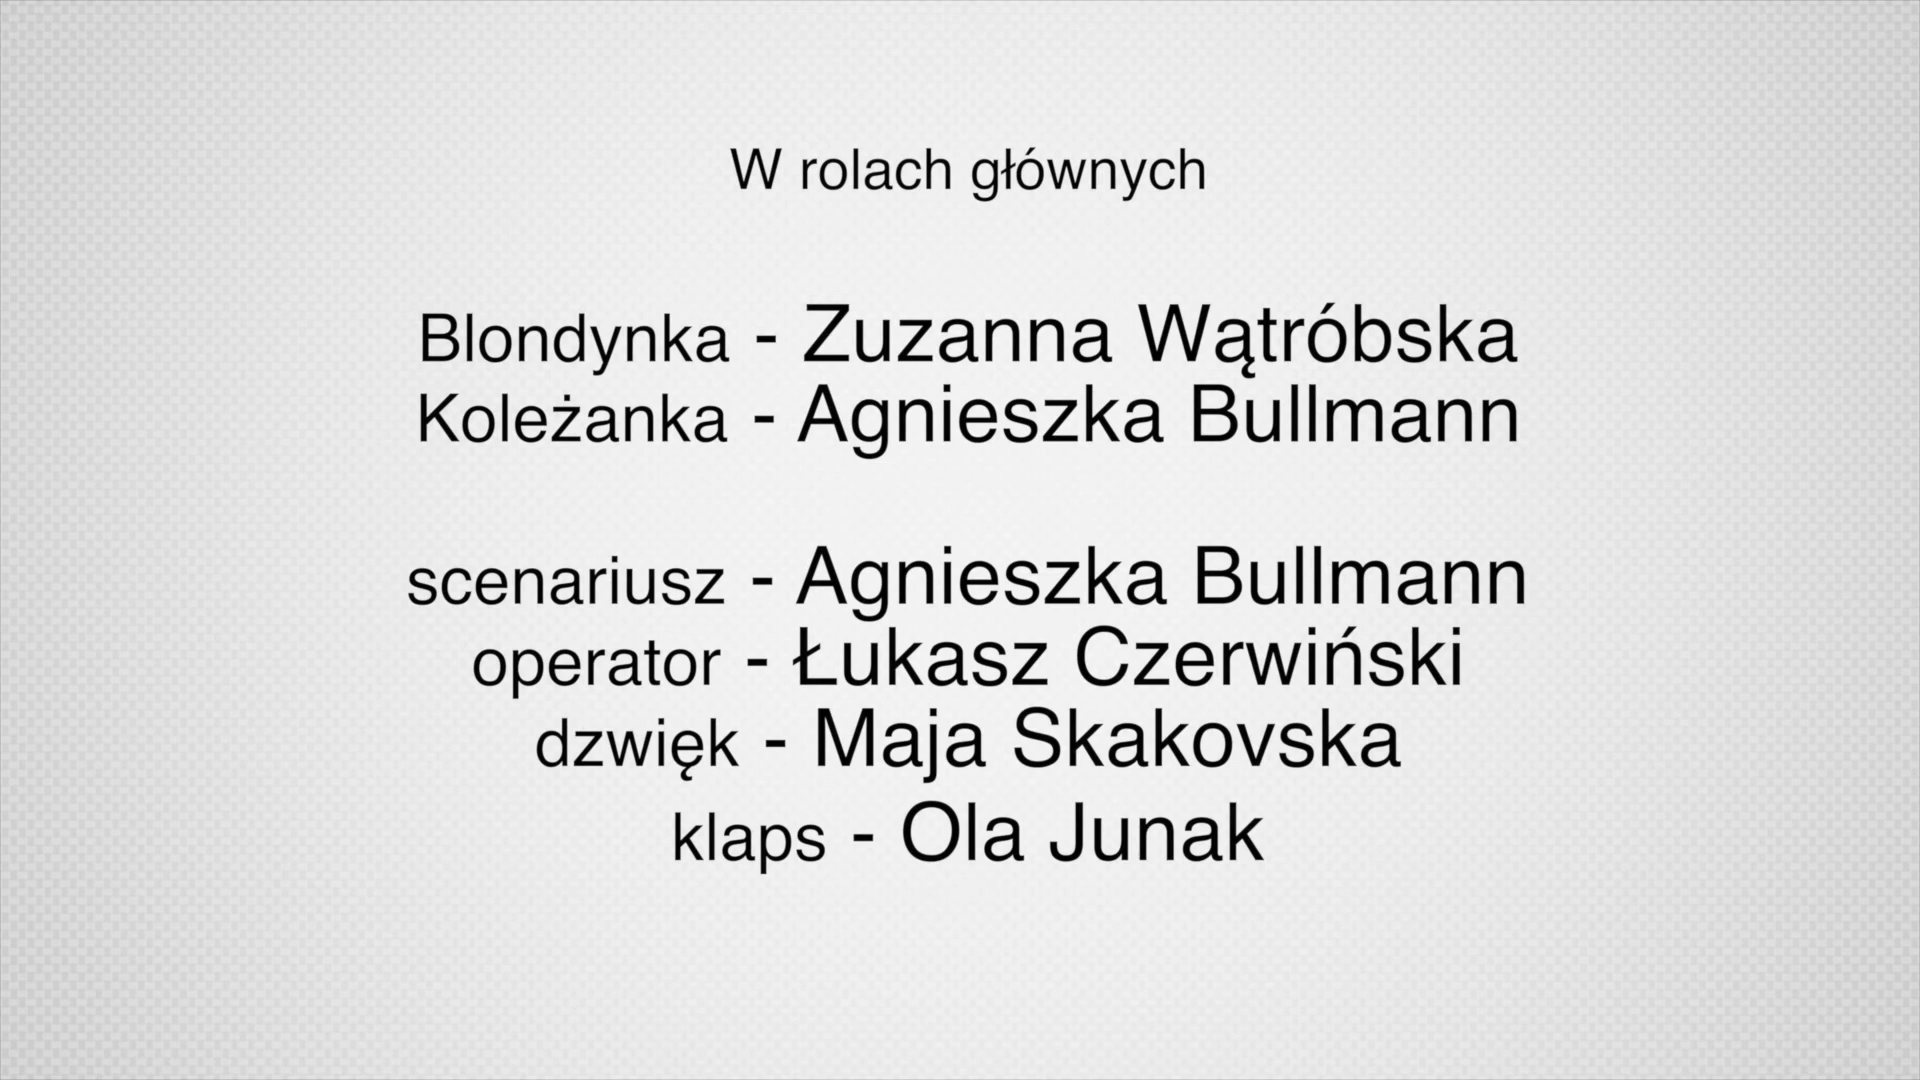 W rolach głównych
Blondynka - Zuzanna Wątróbska
Koleżanka - Agnieszka Bullmann
scenariusz - Agnieszka Bullmann
operator - Łukasz Czerwiński
dzwięk - Maja Skakovska
klaps - Ola Junak